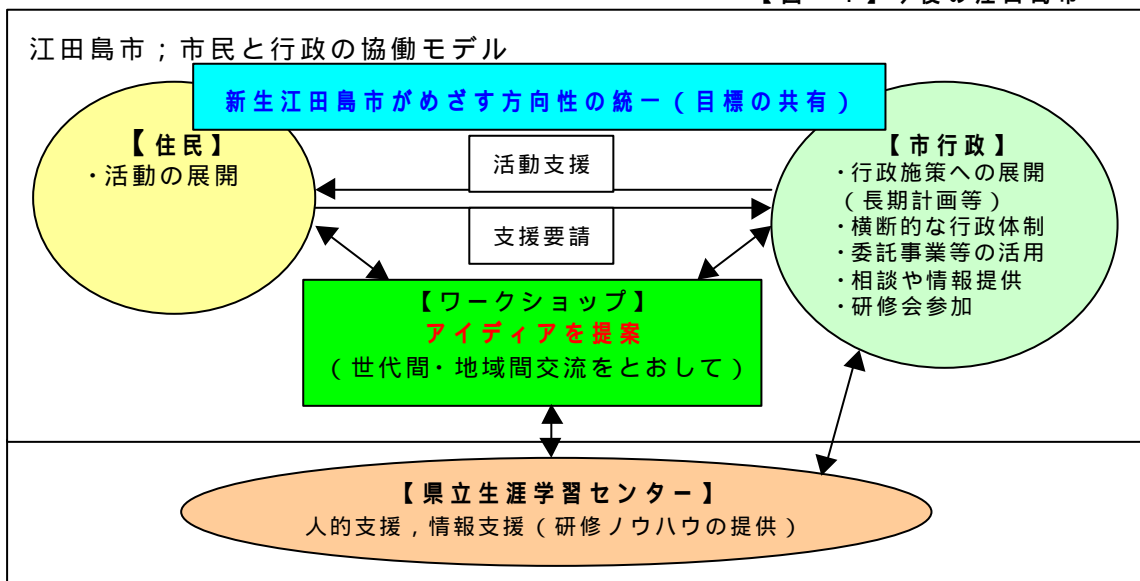 江田島市；市民と行政の協働モデル
新生江田島市がめざす方向性の統一（目標の共有）
【住民】
・活動の展開
活動支援
支援要請
【市行政】
・行政施策への展開
（長期計画等）
・横断的な行政体制
・委託事業等の活用
・相談や情報提供
・研修会参加
【ワークショップ】
アイディアを提案
（世代間・地域間交流をとおして）
【県立生涯学習センター】
人的支援，情報支援（研修ノウハウの提供）